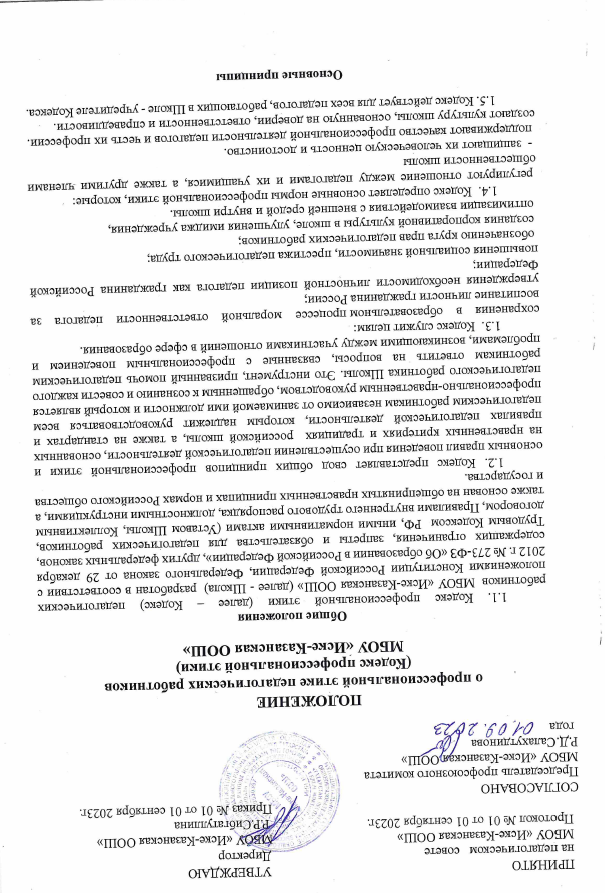 ПРИНЯТО
на педагогическом совете
МБОУ «Иске-Казанская ООШ»
Протокол № 01 от 01 сентября 2023г.
УТВЕРЖДАЮ
Директор
МБОУ «Иске-Казанская ООШ»
Р.Р.Сибгатуллина
Приказ № 01 от 01 сентября 2023г.
СОГЛАСОВАНО
Председатель профсоюзного комитета
МБОУ «Иске-Казанская ООШ»
Р.Д.Салахутдинова
01.09.2023
года
ПОЛОЖЕНИЕ
о профессиональной этике педагогических работников
(Кодекс профессиональной этики)
МБОУ «Иске-Казанская ООШ»
Общие положения
1.1. Кодекс профессиональной этики (далее – Кодекс) педагогических
работников МБОУ «Иске-Казанская ООШ» (далее - Школа) разработан в соответствии с
положениями Конституции Российской Федерации, Федерального закона от 29 декабря
2012 г. № 273-ФЗ «Об образовании в Российской Федерации», других федеральных законов,
содержащих ограничения, запреты и обязательства для педагогических работников,
Трудовым Кодексом РФ, иными нормативными актами (Уставом Школы, Коллективным
договором, Правилами внутреннего трудового распорядка, должностными инструкциями, а
также основан на общепринятых нравственных принципах и нормах Российского общества
и государства.
1.2. Кодекс представляет свод общих принципов профессиональной этики и
основных правил поведения при осуществлении педагогической деятельности, основанных
на нравственных критериях и традициях российской школы, а также на стандартах и
правилах педагогической деятельности, которым надлежит руководствоваться всем
педагогическим работникам независимо от занимаемой ими должности и который является
профессионально-нравственным руководством, обращенным к сознанию и совести каждого
педагогического работника Школы. Это инструмент, призванный помочь педагогическим
работникам ответить на вопросы, связанные с профессиональным поведением и
проблемами, возникающими между участниками отношений в сфере образования.
1.3. Кодекс служит целям:
сохранения в образовательном процессе моральной ответственности педагога за
воспитание личности гражданина России;
утверждения необходимости личностной позиции педагога как гражданина Российской
Федерации;
повышения социальной значимости, престижа педагогического труда;
обозначению круга прав педагогических работников;
создания корпоративной культуры в школе, улучшения имиджа учреждения,
оптимизации взаимодействия с внешней средой и внутри школы.
1.4. Кодекс определяет основные нормы профессиональной этики, которые:
регулируют отношение между педагогами и их учащимися, а также другими членами
общественности школы
- защищают их человеческую ценность и достоинство.
поддерживают качество профессиональной деятельности педагогов и честь их профессии.
создают культуру школы, основанную на доверии, ответственности и справедливости.
1.5. Кодекс действует для всех педагогов, работающих в Школе - учредителе Кодекса.
Основные принципы